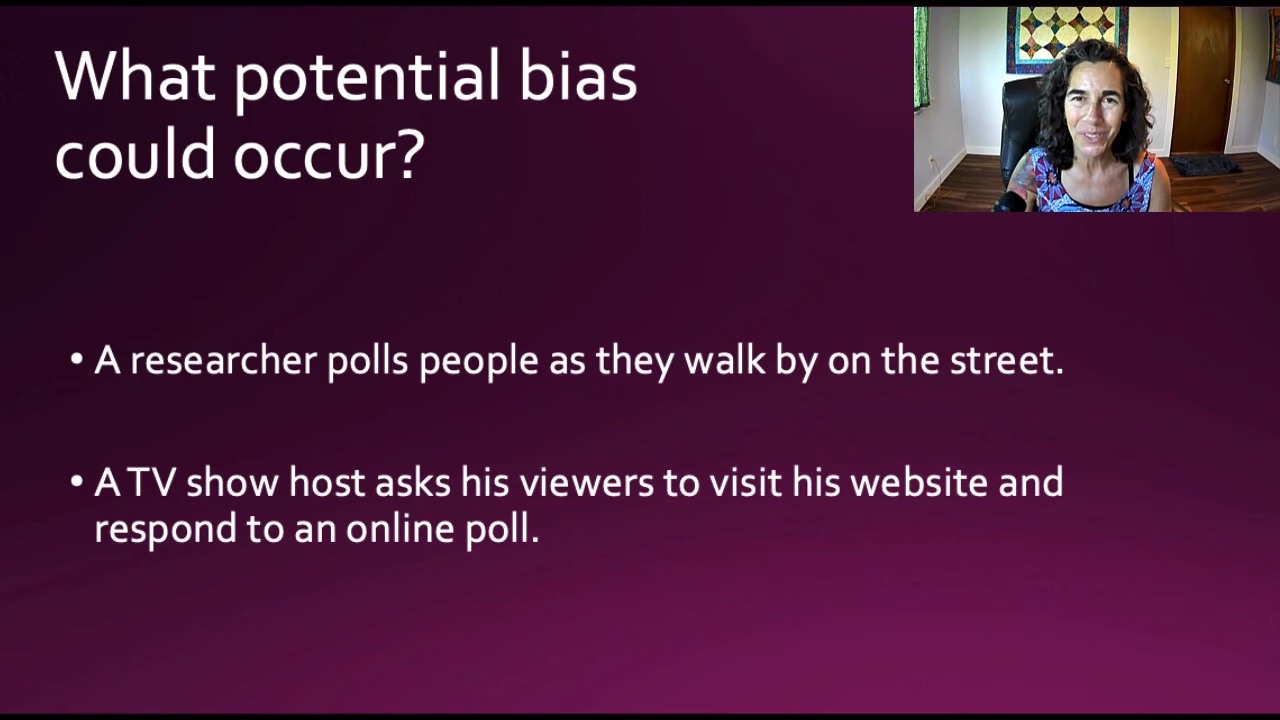 What potential bias
could occur?
• A researcher polls people as they walk by on the street.
• A TV show host asks his viewers to visit his website and
respond to an online poll.